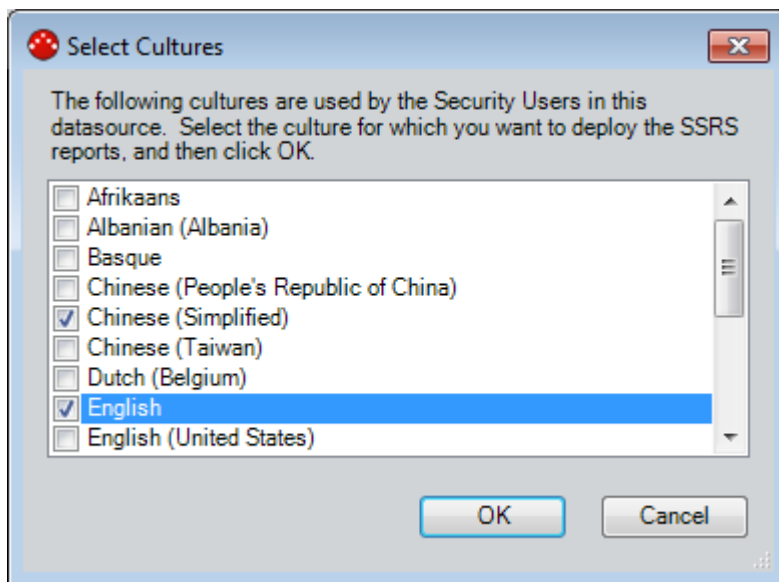 Select Cultures
The following cultures are used by the Security Users in this
datasource.  Select the culture for which you want to deploy the SSRS
reports, and then click OK.
Afrikaans
Albanian (Albania)
Basque
Chinese (People's Republic of China)
Chinese (Simplified)
Chinese (Taiwan)
Dutch (Belgium)
English
English (United States)
OK
Cancel